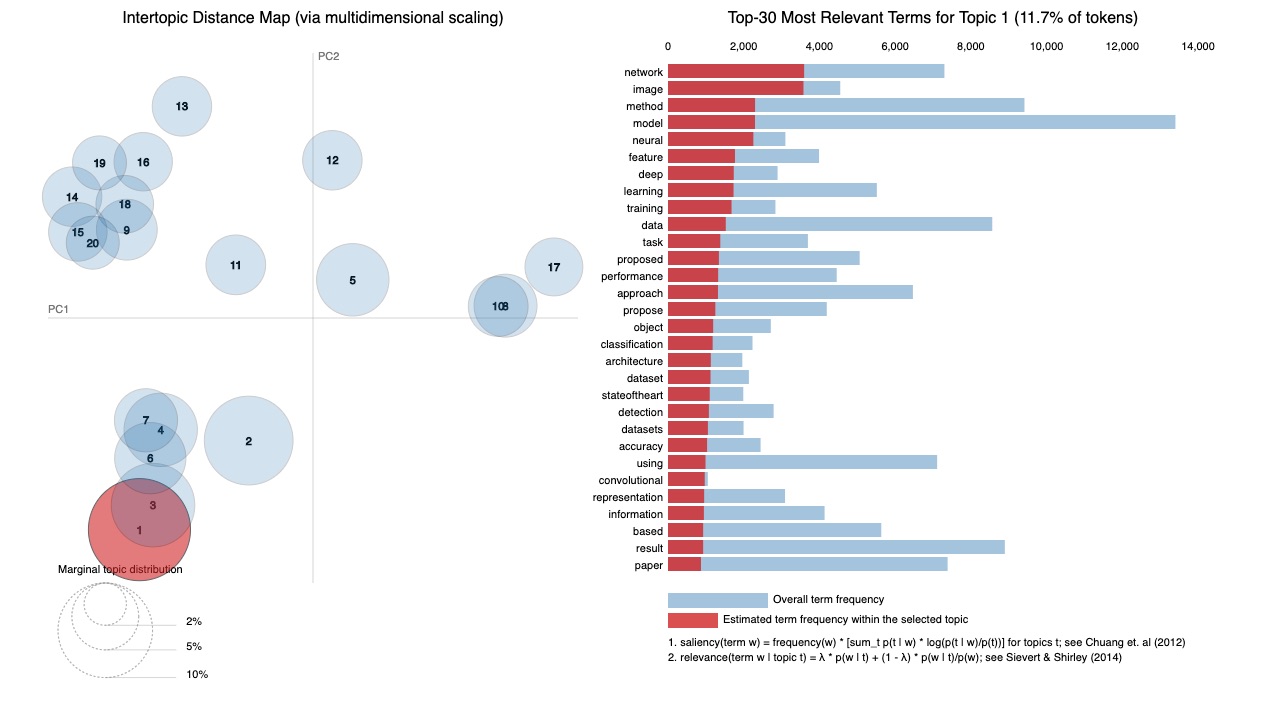 Intertopic Distance Map (via multidimensional scaling)
PC2
PC1
13
19
16
12
14
18
15
9
20
11
5
17
10
8
7
4
2
6
3
1
Marginal topic distribution
2%
5%
10%
Top-30 Most Relevant Terms for Topic 1 (11.7% of tokens)
0 2,000 4,000 6,000 8,000 10,000 12,000 14,000
network
image
method
model
neural
feature
deep
learning
training
data
task
proposed
performance
approach
propose
object
classification
architecture
dataset
stateoftheart
detection
datasets
accuracy
using
convolutional
representation
information
based
result
paper
Overall term frequency
Estimated term frequency within the selected topic
1. saliency(term w) = frequency(w) * [sum_t p(t | w) * log(p(t | w)/p(t))] for topics t; see Chuang et. al (2012)
2. relevance(term w | topic t) = λ * p(w | t) + (1 - λ) * p(w | t)/p(w); see Sievert & Shirley (2014)